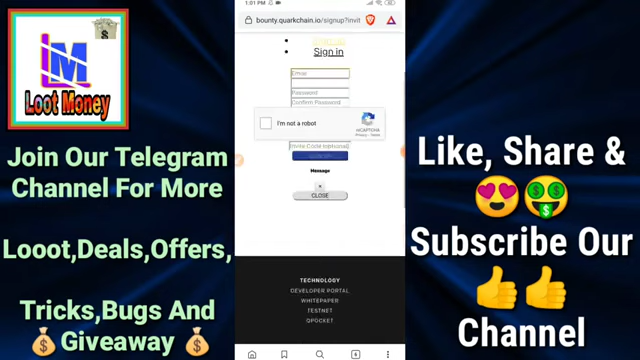 LM
Loot Money
Join Our Telegram
Channel For More
Looot,Deals,Offers,
Tricks,Bugs And
Giveaway
1:01 PM
bounty.quarkchain.io/signup?invit
Sign in
Email
Password
Confirm Password
I'm not a robot
reCAPTCHA
Privacy - Terms
Invite Code (optional)
Message
×
CLOSE
TECHNOLOGY
DEVELOPER PORTAL
WHITEPAPER
TESTNET
QPOCKET
Like, Share &
Subscribe Our
Channel